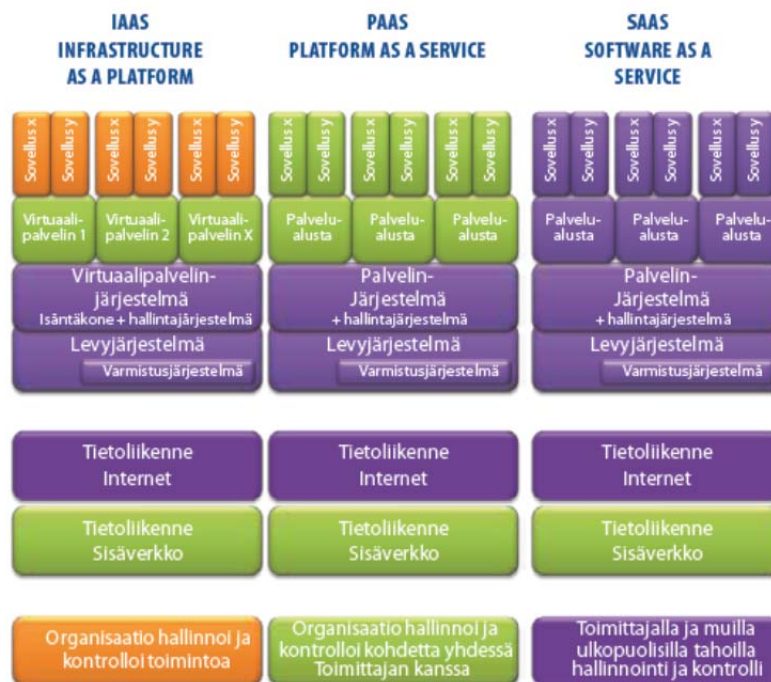 IAAS
INFRASTRUCTURE
AS A PLATFORM
Sovellus x
Sovellus y
Sovellus x
Sovellus y
Sovellus x
Sovellus y
Virtuaali-
palvelin 1
Virtuaali-
palvelin 2
Virtuaali-
palvelin X
Virtuaalipalvelin-
järjestelmä
Isäntäkone + hallintajärjestelmä
Levyjärjestelmä
Varmistusjärjestelmä
Tietoliikenne
Internet
Tietoliikenne
Sisäverkko
PAAS
PLATFORM AS A SERVICE
Sovellus x
Sovellus y
Sovellus x
Sovellus y
Sovellus x
Sovellus y
Palvelu-
alusta
Palvelu-
alusta
Palvelu-
alusta
Palvelin-
Järjestelmä
+ hallintajärjestelmä
Levyjärjestelmä
Varmistusjärjestelmä
Tietoliikenne
Internet
Tietoliikenne
Sisäverkko
SAAS
SOFTWARE AS A
SERVICE
Sovellus x
Sovellus y
Sovellus x
Sovellus y
Sovellus x
Sovellus y
Palvelu-
alusta
Palvelu-
alusta
Palvelu-
alusta
Palvelin-
Järjestelmä
+ hallintajärjestelmä
Levyjärjestelmä
Varmistusjärjestelmä
Tietoliikenne
Internet
Tietoliikenne
Sisäverkko
Organisaatio hallinnoi ja
kontrolloi toimintoa
Organisaatio hallinnoi ja
kontrolloi kohdetta yhdessä
Toimittajan kanssa
Toimittajalla ja muilla
ulkopuolisilla tahoilla
hallinnointi ja kontrolli